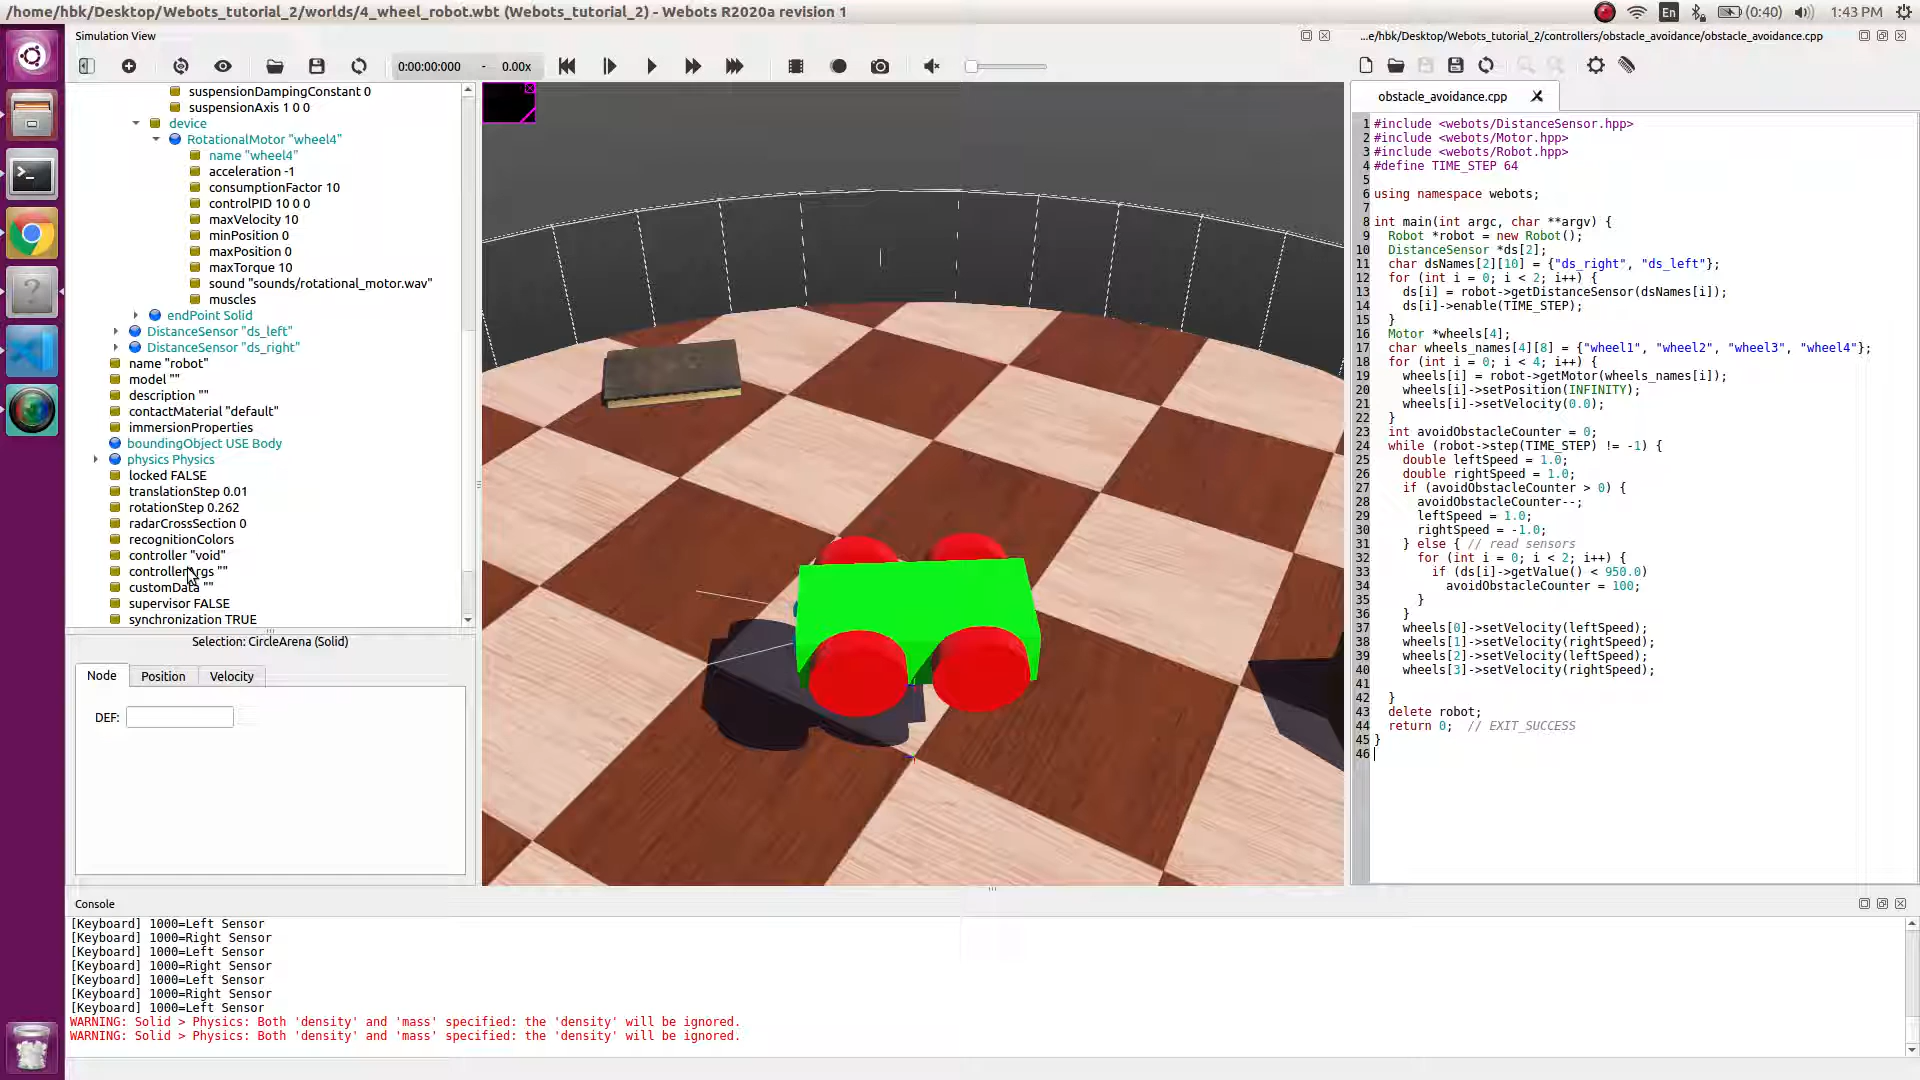 /home/hbk/Desktop/Webots_tutorial_2/worlds/4_wheel_robot.wbt (Webots_tutorial_2) - Webots R2020a revision 1
En
(0:40)
1:43 PM
Simulation View
0:00:00:000 - 0.00x
suspensionDampingConstant 0
suspensionAxis 1 0 0
device
RotationalMotor "wheel4"
name "wheel4"
acceleration -1
consumptionFactor 10
controlPID 10 0 0
maxVelocity 10
minPosition 0
maxPosition 0
maxTorque 10
sound "sounds/rotational_motor.wav"
muscles
endPoint Solid
DistanceSensor "ds_left"
DistanceSensor "ds_right"
name "robot"
model ""
description ""
contactMaterial "default"
immersionProperties
boundingObject USE Body
physics Physics
locked FALSE
translationStep 0.01
rotationStep 0.262
radarCrossSection 0
recognitionColors
controller "void"
controllerArgs ""
customData ""
supervisor FALSE
synchronization TRUE
Selection: CircleArena (Solid)
Node
Position
Velocity
DEF:
...e/hbk/Desktop/Webots_tutorial_2/controllers/obstacle_avoidance/obstacle_avoidance.cpp
obstacle_avoidance.cpp
1 #include <webots/DistanceSensor.hpp>
2 #include <webots/Motor.hpp>
3 #include <webots/Robot.hpp>
4 #define TIME_STEP 64
5
6 using namespace webots;
7
8 int main(int argc, char **argv) {
9 Robot *robot = new Robot();
10 DistanceSensor *ds[2];
11 char dsNames[2][10] = {"ds_right", "ds_left"};
12 for (int i = 0; i < 2; i++) {
13 ds[i] = robot->getDistanceSensor(dsNames[i]);
14 ds[i]->enable(TIME_STEP);
15 }
16 Motor *wheels[4];
17 char wheels_names[4][8] = {"wheel1", "wheel2", "wheel3", "wheel4"};
18 for (int i = 0; i < 4; i++) {
19 wheels[i] = robot->getMotor(wheels_names[i]);
20 wheels[i]->setPosition(INFINITY);
21 wheels[i]->setVelocity(0.0);
22 }
23 int avoidObstacleCounter = 0;
24 while (robot->step(TIME_STEP) != -1) {
25 double leftSpeed = 1.0;
26 double rightSpeed = 1.0;
27 if (avoidObstacleCounter > 0) {
28 avoidObstacleCounter--;
29 leftSpeed = 1.0;
30 rightSpeed = -1.0;
31 } else { // read sensors
32 for (int i = 0; i < 2; i++) {
33 if (ds[i]->getValue() < 950.0)
34 avoidObstacleCounter = 100;
35 }
36 }
37 wheels[0]->setVelocity(leftSpeed);
38 wheels[1]->setVelocity(rightSpeed);
39 wheels[2]->setVelocity(leftSpeed);
40 wheels[3]->setVelocity(rightSpeed);
41
42 }
43 delete robot;
44 return 0; // EXIT_SUCCESS
45 }
46
Console
[Keyboard] 1000=Left Sensor
[Keyboard] 1000=Right Sensor
[Keyboard] 1000=Left Sensor
[Keyboard] 1000=Right Sensor
[Keyboard] 1000=Left Sensor
[Keyboard] 1000=Right Sensor
[Keyboard] 1000=Left Sensor
WARNING: Solid > Physics: Both 'density' and 'mass' specified: the 'density' will be ignored.
WARNING: Solid > Physics: Both 'density' and 'mass' specified: the 'density' will be ignored.